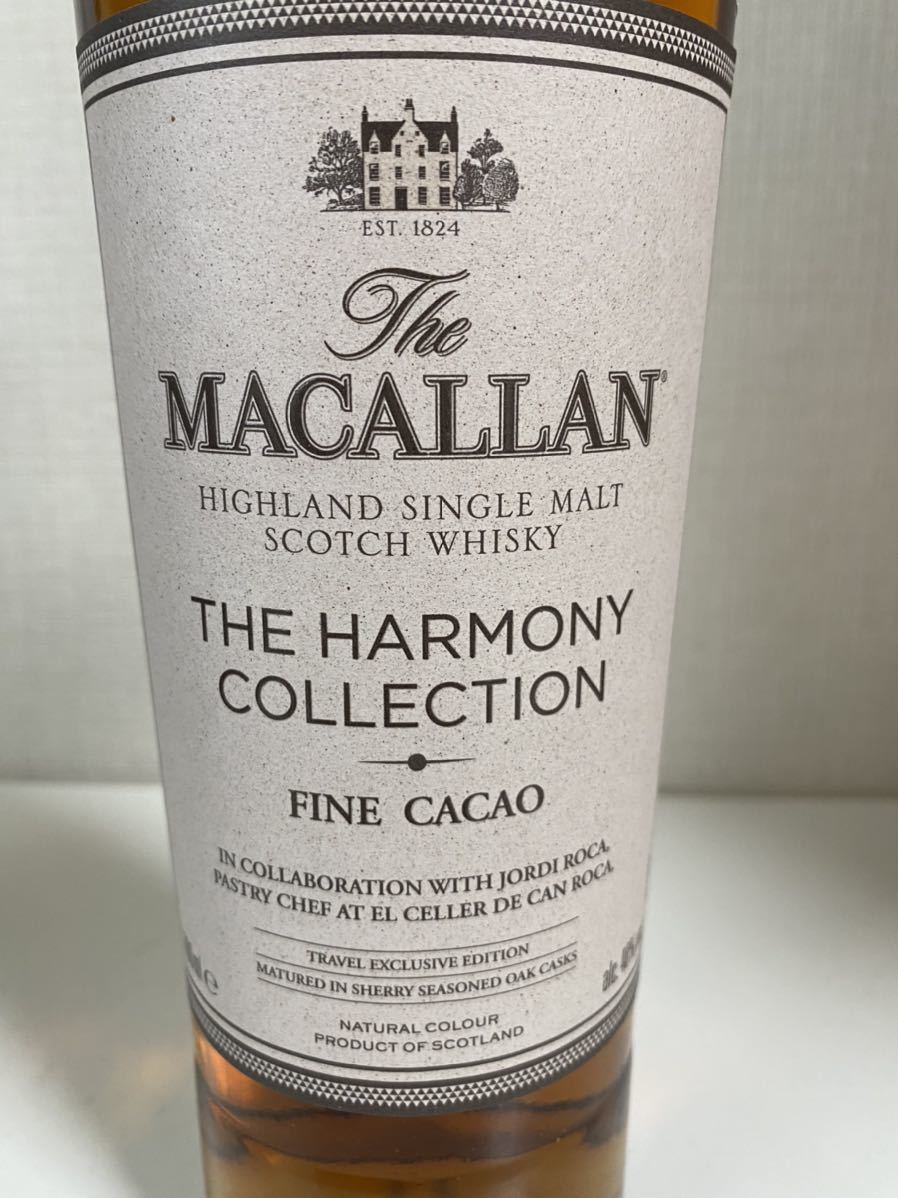 EST. 1824
The
MACALLAN®
HIGHLAND SINGLE MALT
SCOTCH WHISKY
THE HARMONY
COLLECTION
FINE CACAO
IN COLLABORATION WITH JORDI ROCA,
PASTRY CHEF AT EL CELLER DE CAN ROCA
TRAVEL EXCLUSIVE EDITION
MATURED IN SHERRY SEASONED OAK CASKS
alc. 40%
NATURAL COLOUR
PRODUCT OF SCOTLAND